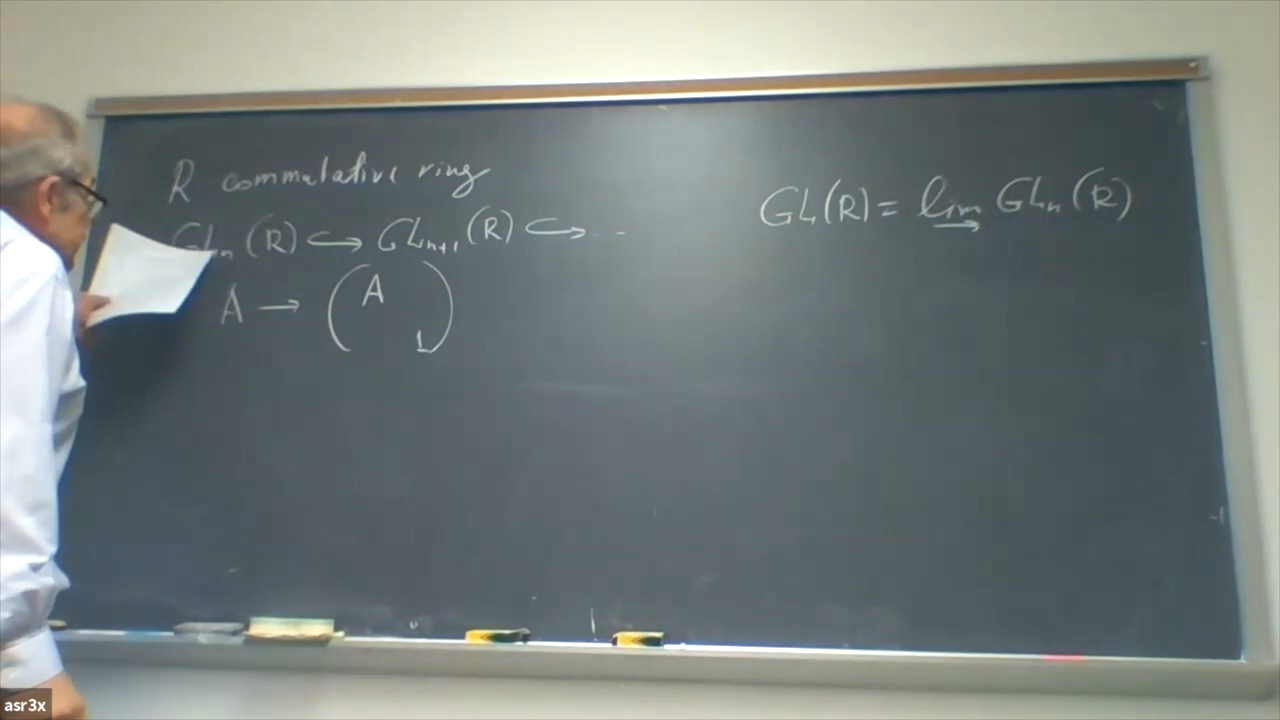 R commutative ring
GLn (R) ↪ GLn+1 (R) ↪ ...
A → ( A 1 )
GL(R) = lim→ GLn (R)
asr3x